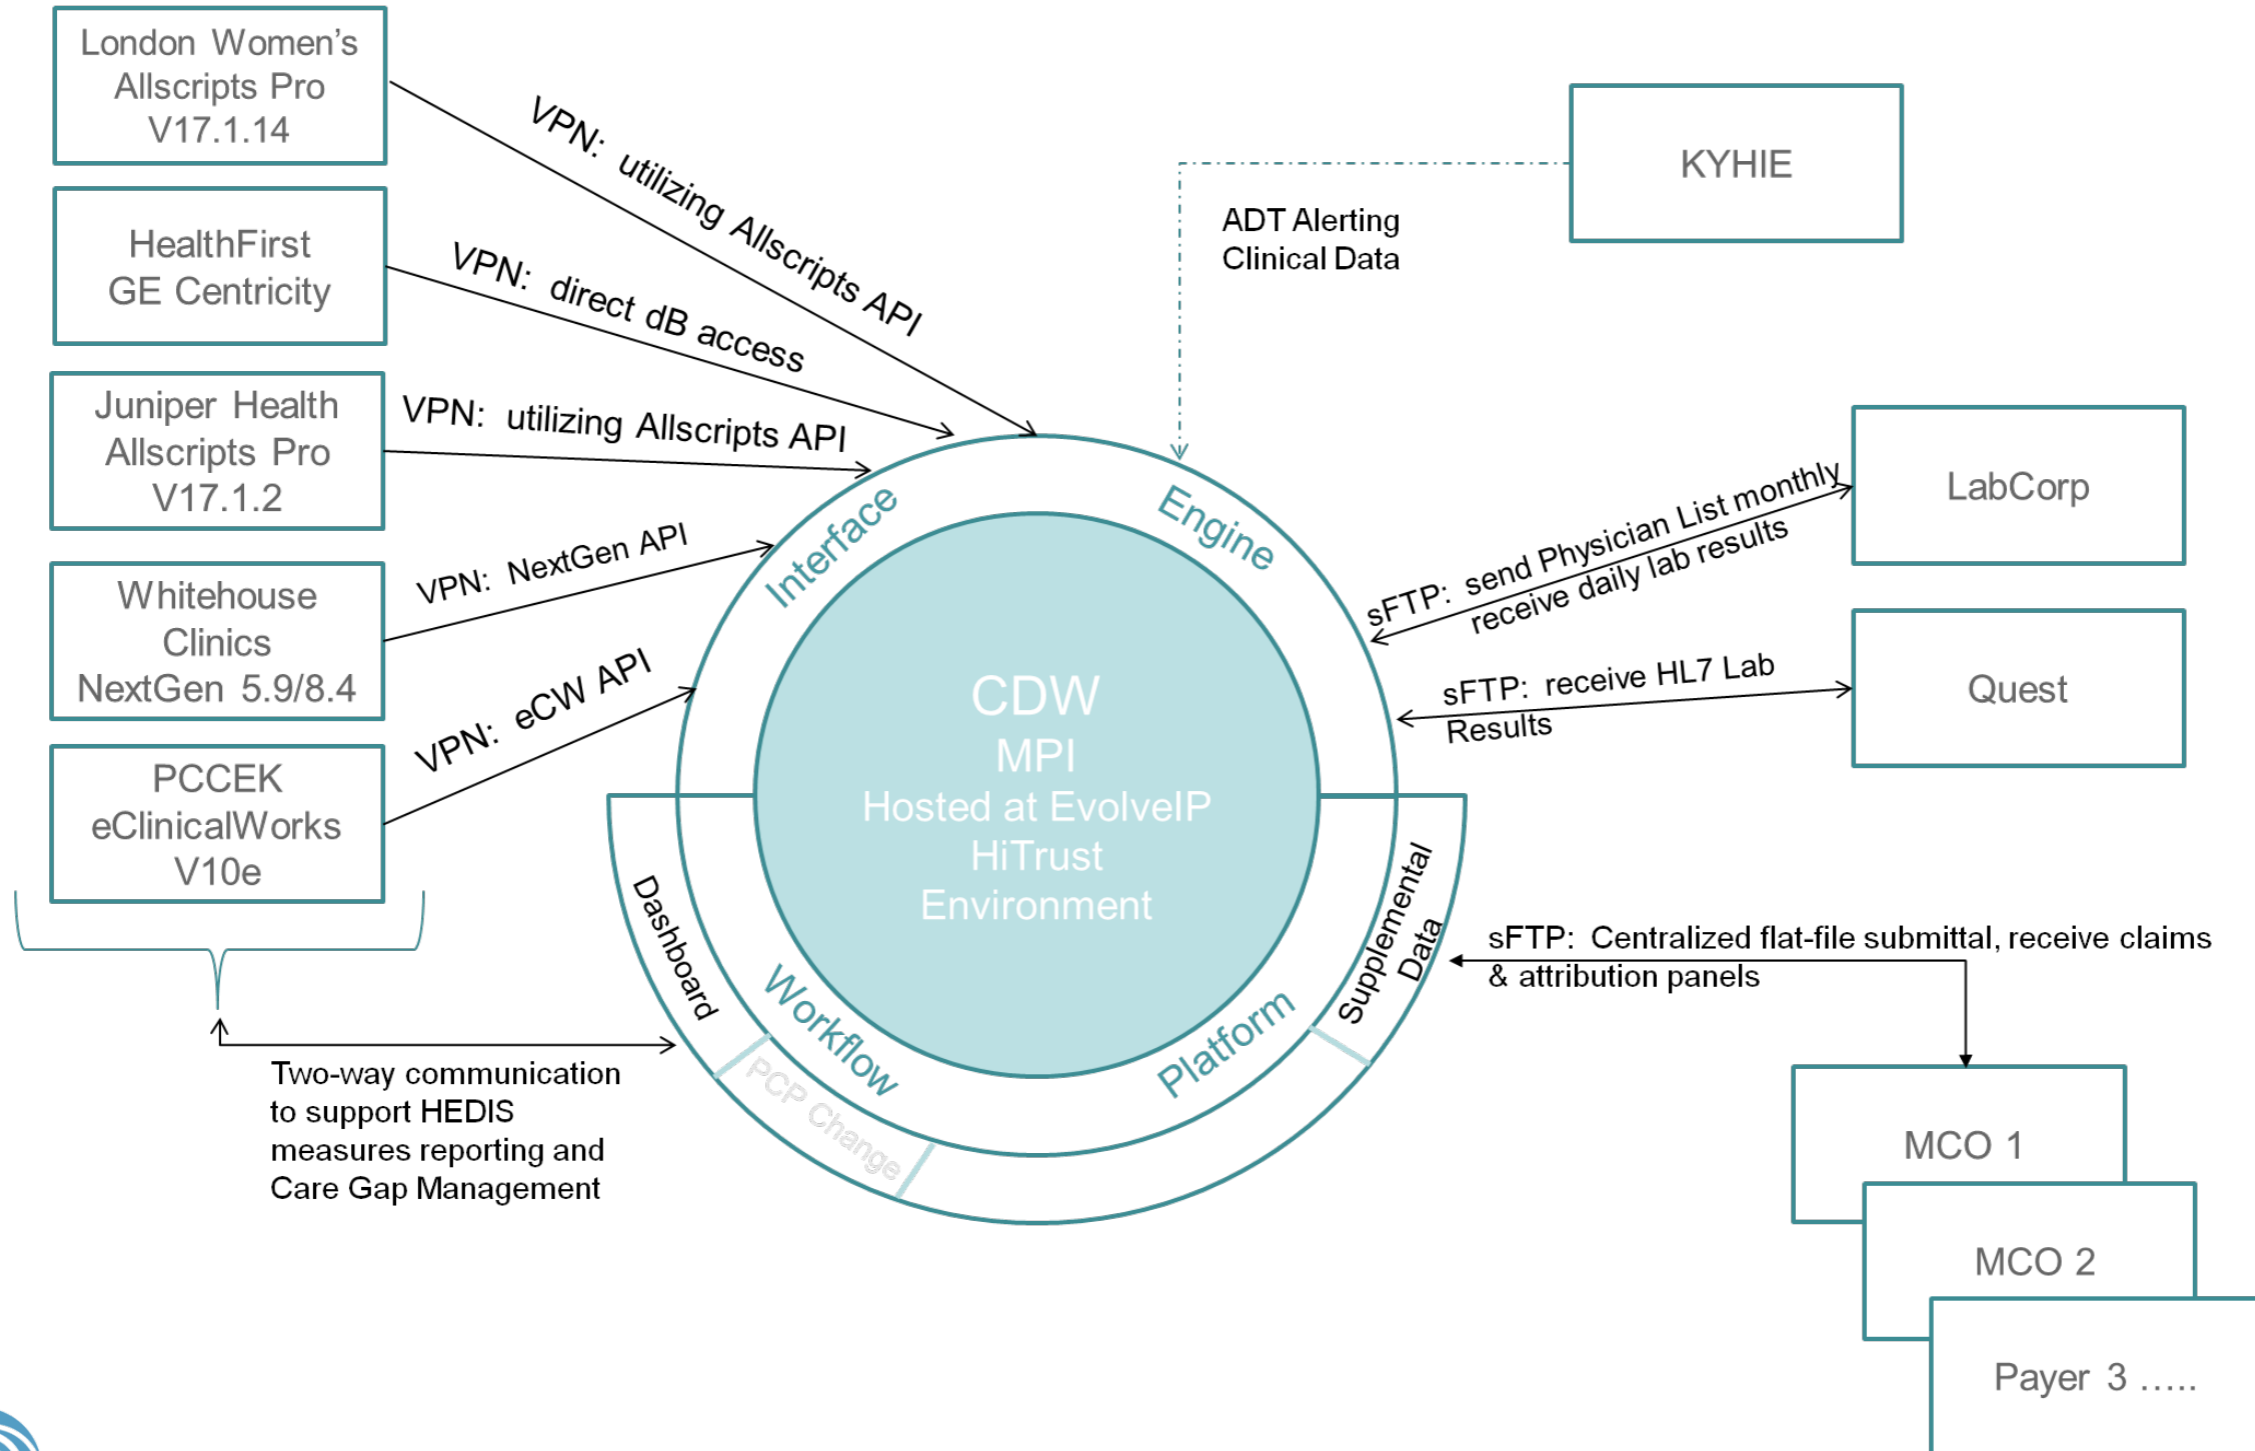 London Women's
Allscripts Pro
V17.1.14
HealthFirst
GE Centricity
Juniper Health
Allscripts Pro
V17.1.2
Whitehouse
Clinics
NextGen 5.9/8.4
PCCEK
eClinicalWorks
V10e
VPN: utilizing Allscripts API
VPN: direct dB access
VPN: utilizing Allscripts API
VPN: NextGen API
VPN: eCW API
KYHIE
ADT Alerting
Clinical Data
LabCorp
sFTP: send Physician List monthly
receive daily lab results
Quest
sFTP: receive HL7 Lab
Results
Interface
Engine
CDW
MPI
Hosted at EvolveIP
HiTrust
Environment
Workflow
Platform
Dashboard
PCP Change
Supplemental
Data
sFTP: Centralized flat-file submittal, receive claims
& attribution panels
Two-way communication
to support HEDIS
measures reporting and
Care Gap Management
MCO 1
MCO 2
Payer 3 .....